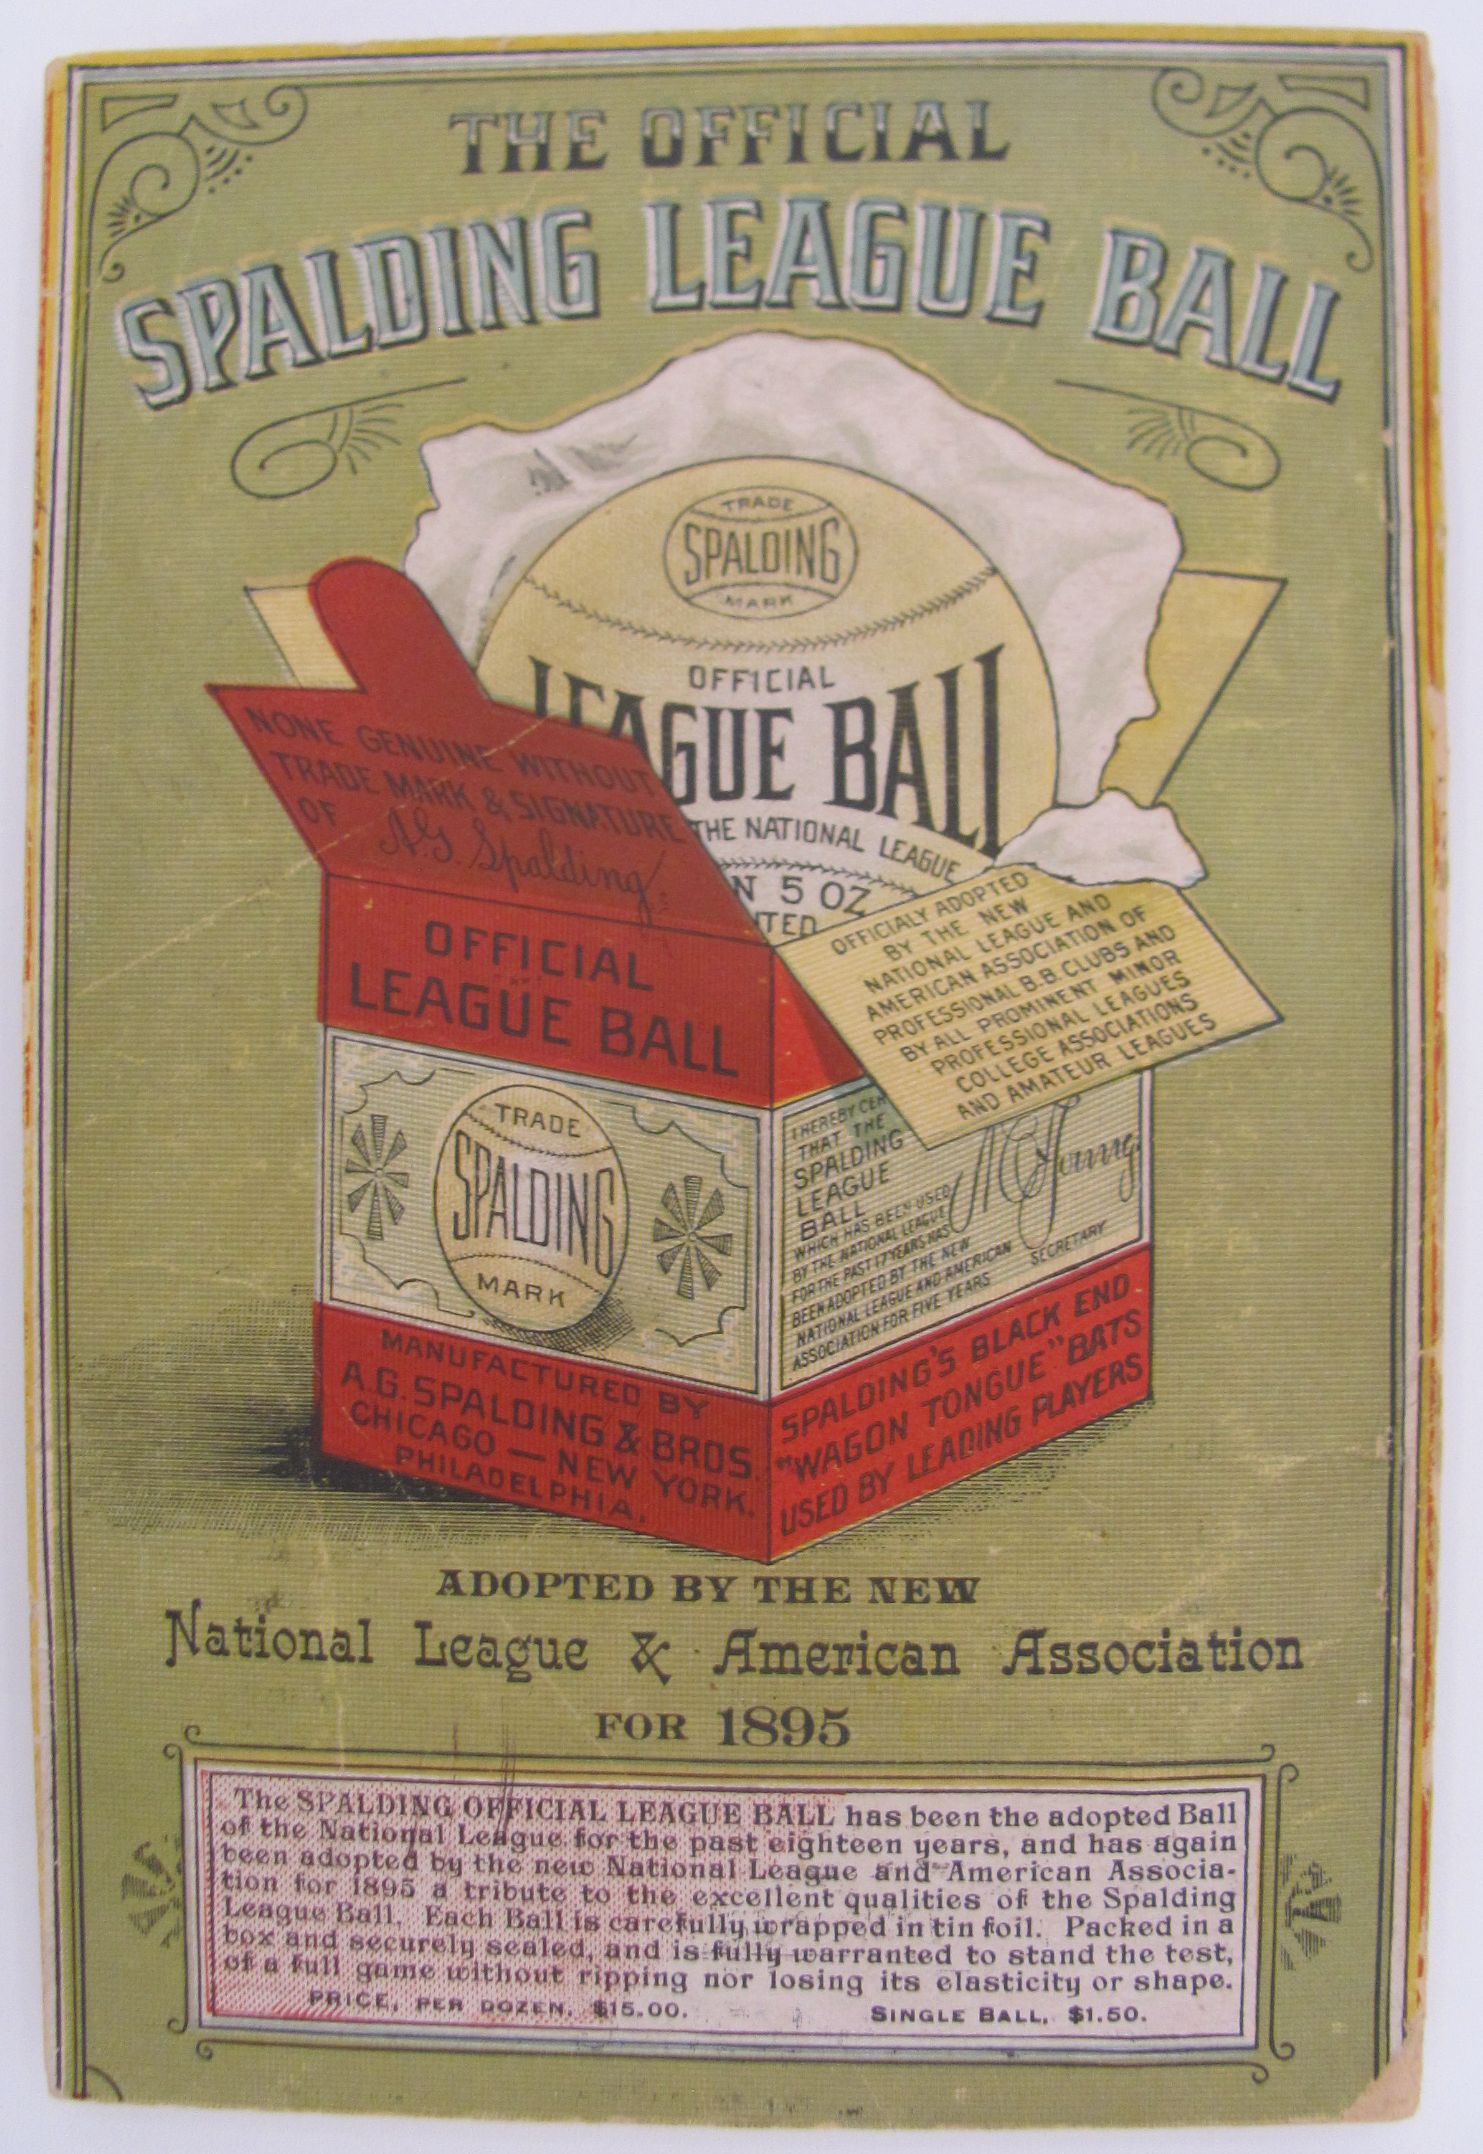 THE OFFICIAL
SPALDING LEAGUE BALL
TRADE
SPALDING
MARK
OFFICIAL
LEAGUE BALL
THE NATIONAL LEAGUE
5 OZ
NONE GENUINE WITHOUT
TRADE MARK & SIGNATURE
OF A.G. Spalding
OFFICIALY ADOPTED
BY THE NEW
NATIONAL LEAGUE AND
AMERICAN ASSOCIATION OF
PROFESSIONAL B.B. CLUBS AND
BY ALL PROMINENT MINOR
PROFESSIONAL LEAGUES
COLLEGE ASSOCIATIONS
AND AMATEUR LEAGUES
OFFICIAL
LEAGUE BALL
TRADE
SPALDING
MARK
MANUFACTURED BY
A.G. SPALDING & BROS.
CHICAGO — NEW YORK.
PHILADELPHIA.
I HEREBY CER
THAT THE
SPALDING
LEAGUE
BALL
WHICH HAS BEEN USED
BY THE NATIONAL LEAGUE
FOR THE PAST 17 YEARS HAS
BEEN ADOPTED BY THE NEW
NATIONAL LEAGUE AND AMERICAN
ASSOCIATION FOR FIVE YEARS
Young
SECRETARY
SPALDING'S BLACK END
"WAGON TONGUE" BATS
USED BY LEADING PLAYERS
ADOPTED BY THE NEW
National League & American Association
FOR 1895
The SPALDING OFFICIAL LEAGUE BALL has been the adopted Ball
of the National League for the past eighteen years, and has again
been adopted by the new National League and American Associa-
tion for 1895 a tribute to the excellent qualities of the Spalding
League Ball. Each Ball is carefully wrapped in tin foil. Packed in a
box and securely sealed, and is fully warranted to stand the test,
of a full game without ripping nor losing its elasticity or shape.
PRICE, PER DOZEN, $15.00. SINGLE BALL, $1.50.